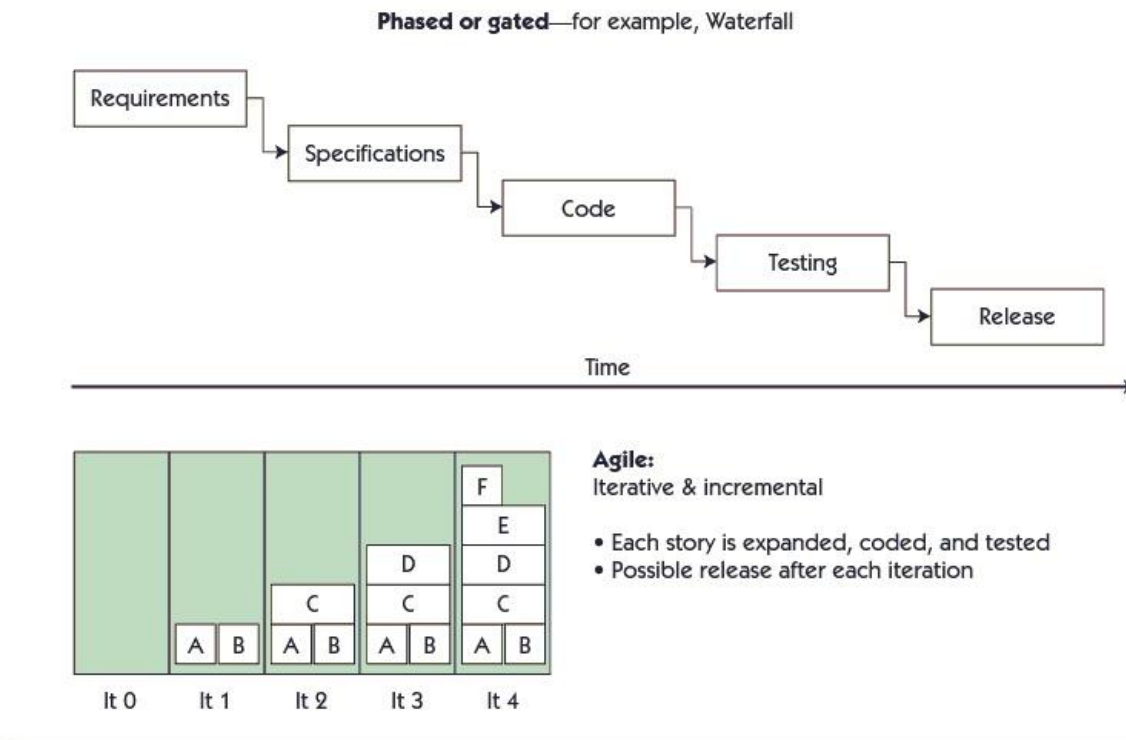 Phased or gated—for example, Waterfall
Requirements
Specifications
Code
Testing
Release
Time
Agile:
Iterative & incremental
• Each story is expanded, coded, and tested
• Possible release after each iteration
F
E
D D
C C C
A B A B A B A B
It 0 It 1 It 2 It 3 It 4